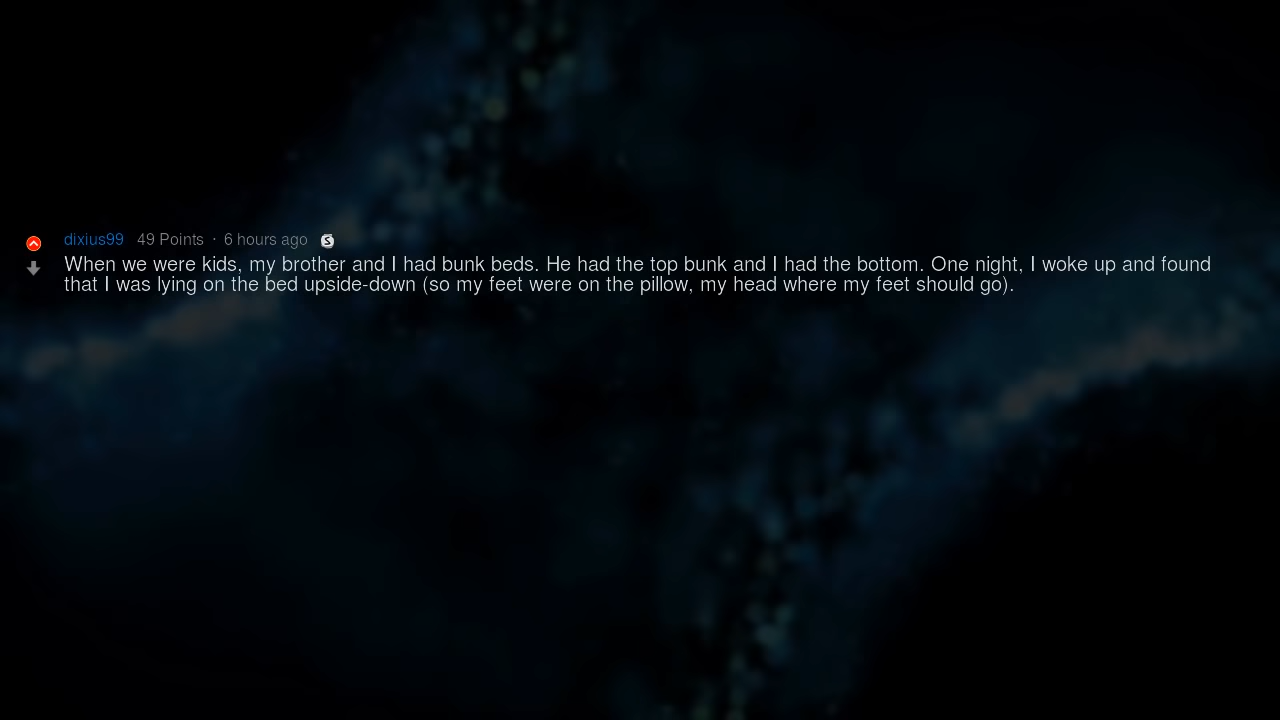 dixius99 49 Points · 6 hours ago
When we were kids, my brother and I had bunk beds. He had the top bunk and I had the bottom. One night, I woke up and found
that I was lying on the bed upside-down (so my feet were on the pillow, my head where my feet should go).